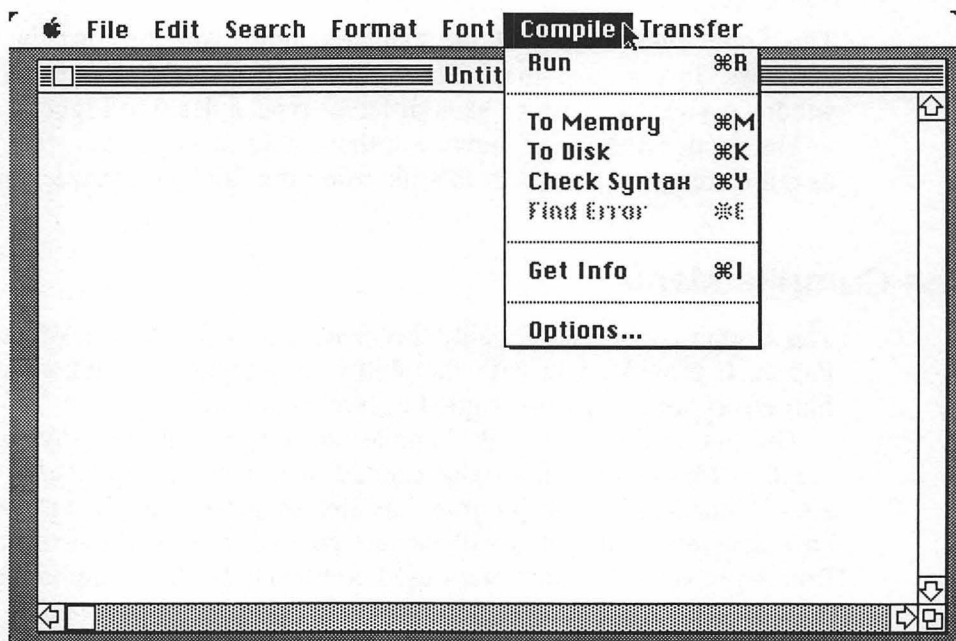 File Edit Search Format Font Compile Transfer
Untit
Run ⌘R
To Memory ⌘M
To Disk ⌘K
Check Syntax ⌘Y
Find Error ⌘E
Get Info ⌘I
Options...